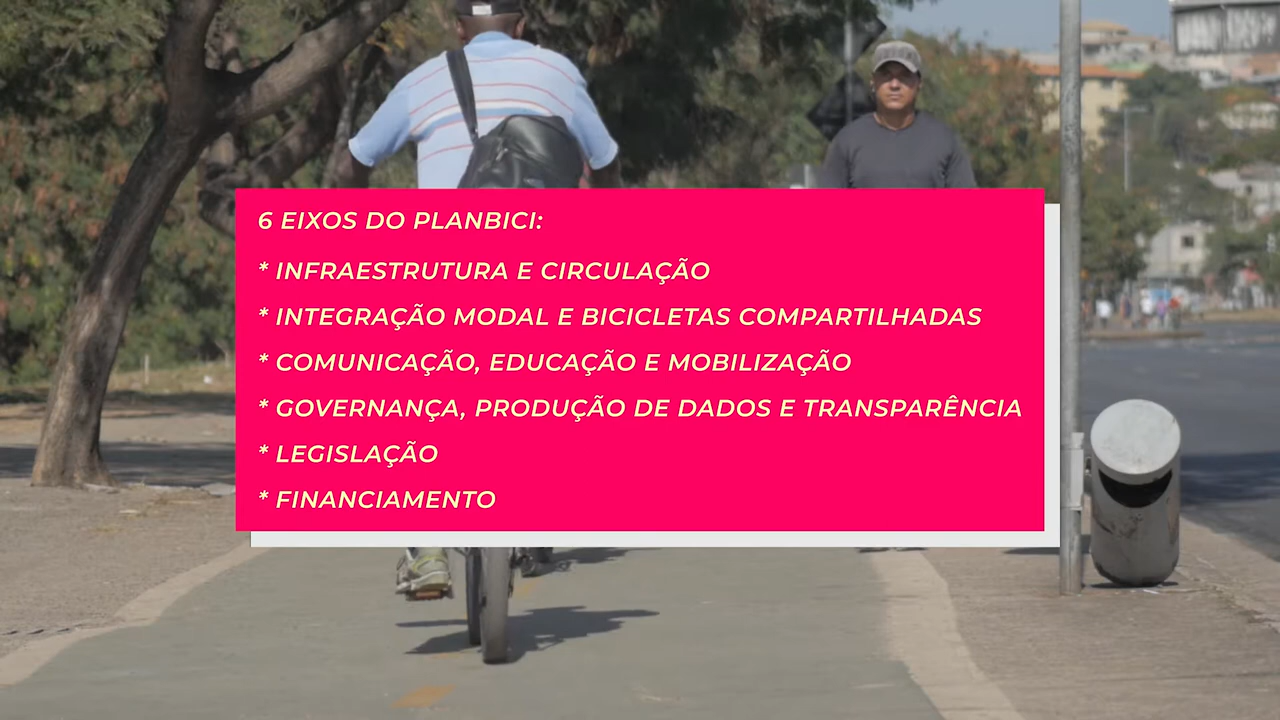 6 EIXOS DO PLANBICI:
* INFRAESTRUTURA E CIRCULAÇÃO
* INTEGRAÇÃO MODAL E BICICLETAS COMPARTILHADAS
* COMUNICAÇÃO, EDUCAÇÃO E MOBILIZAÇÃO
* GOVERNANÇA, PRODUÇÃO DE DADOS E TRANSPARÊNCIA
* LEGISLAÇÃO
* FINANCIAMENTO